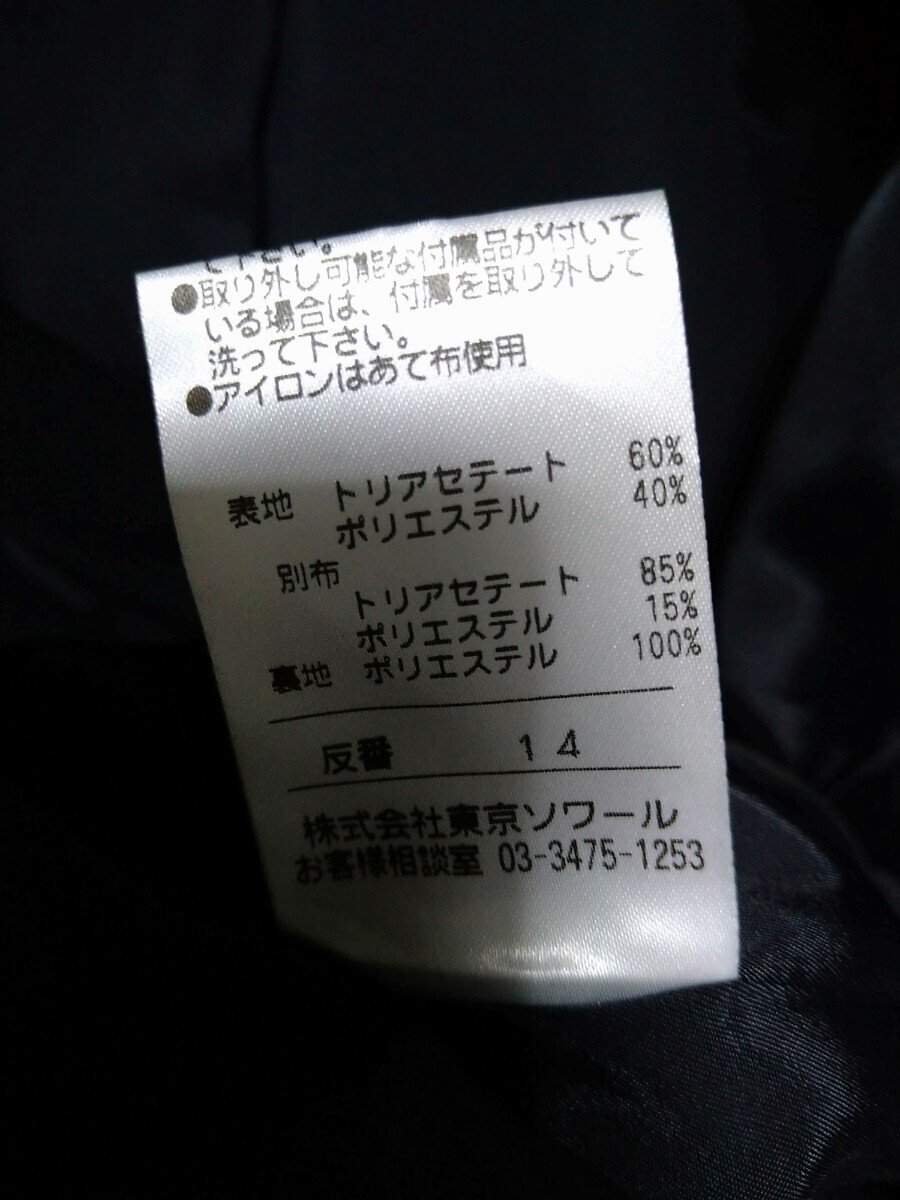 て下さい。
●取り外し可能な付属品が付いて
いる場合は、付属を取り外して
洗って下さい。
●アイロンはあて布使用
表地 トリアセテート 60%
ポリエステル 40%
別布
トリアセテート 85%
ポリエステル 15%
裏地 ポリエステル 100%
反番 14
株式会社東京ソワール
お客様相談室 03-3475-1253